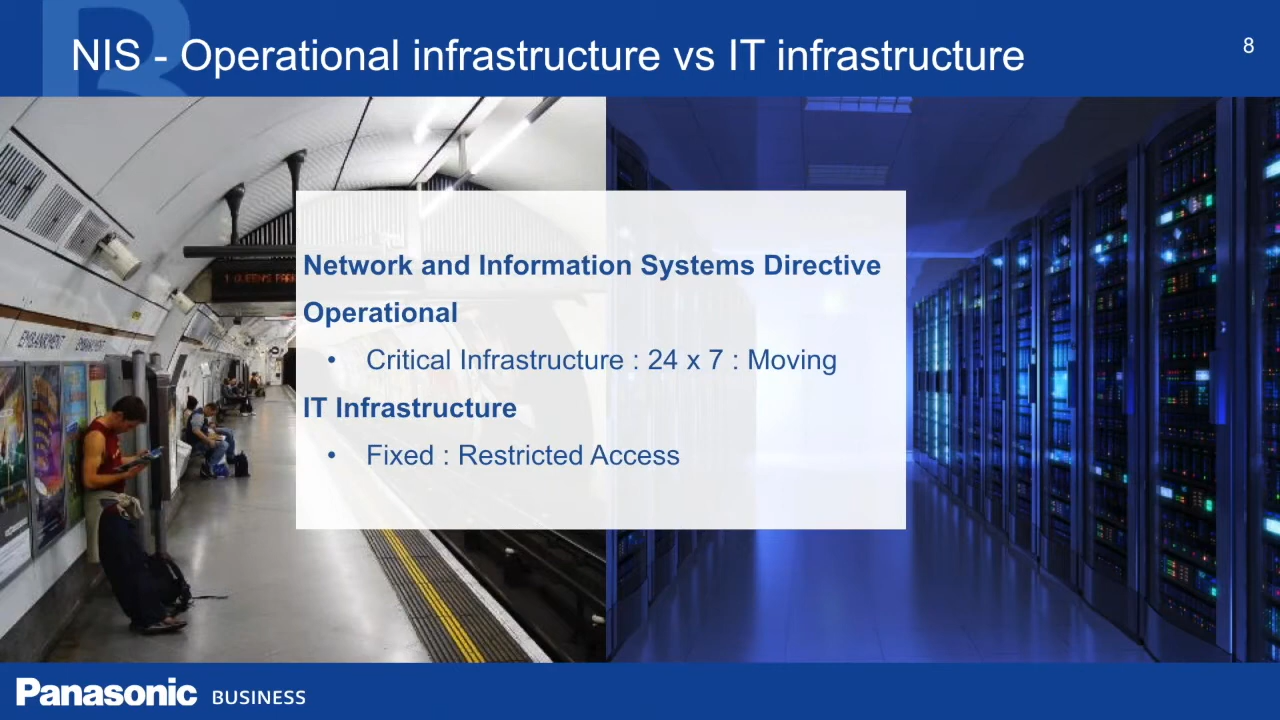 NIS - Operational infrastructure vs IT infrastructure
8
Network and Information Systems Directive
Operational
• Critical Infrastructure : 24 x 7 : Moving
IT Infrastructure
• Fixed : Restricted Access
EMBANKMENT
Panasonic BUSINESS